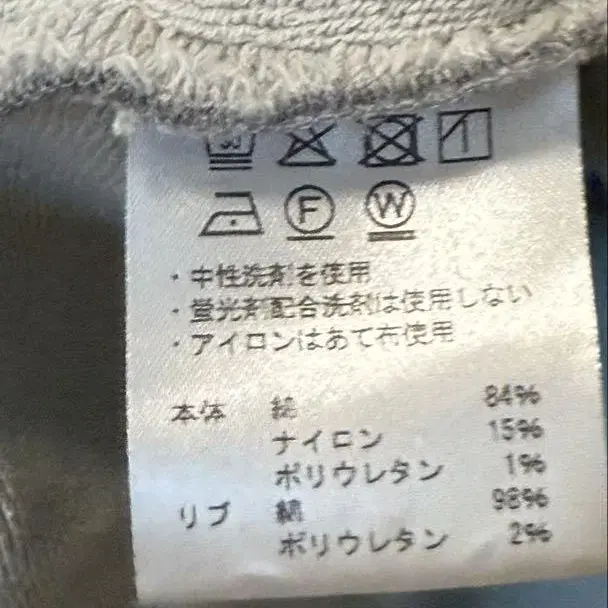 30
F W
・中性洗剤を使用
・蛍光剤配合洗剤は使用しない
・アイロンはあて布使用
本体 綿 84%
ナイロン 15%
ポリウレタン 1%
リブ 綿 98%
ポリウレタン 2%